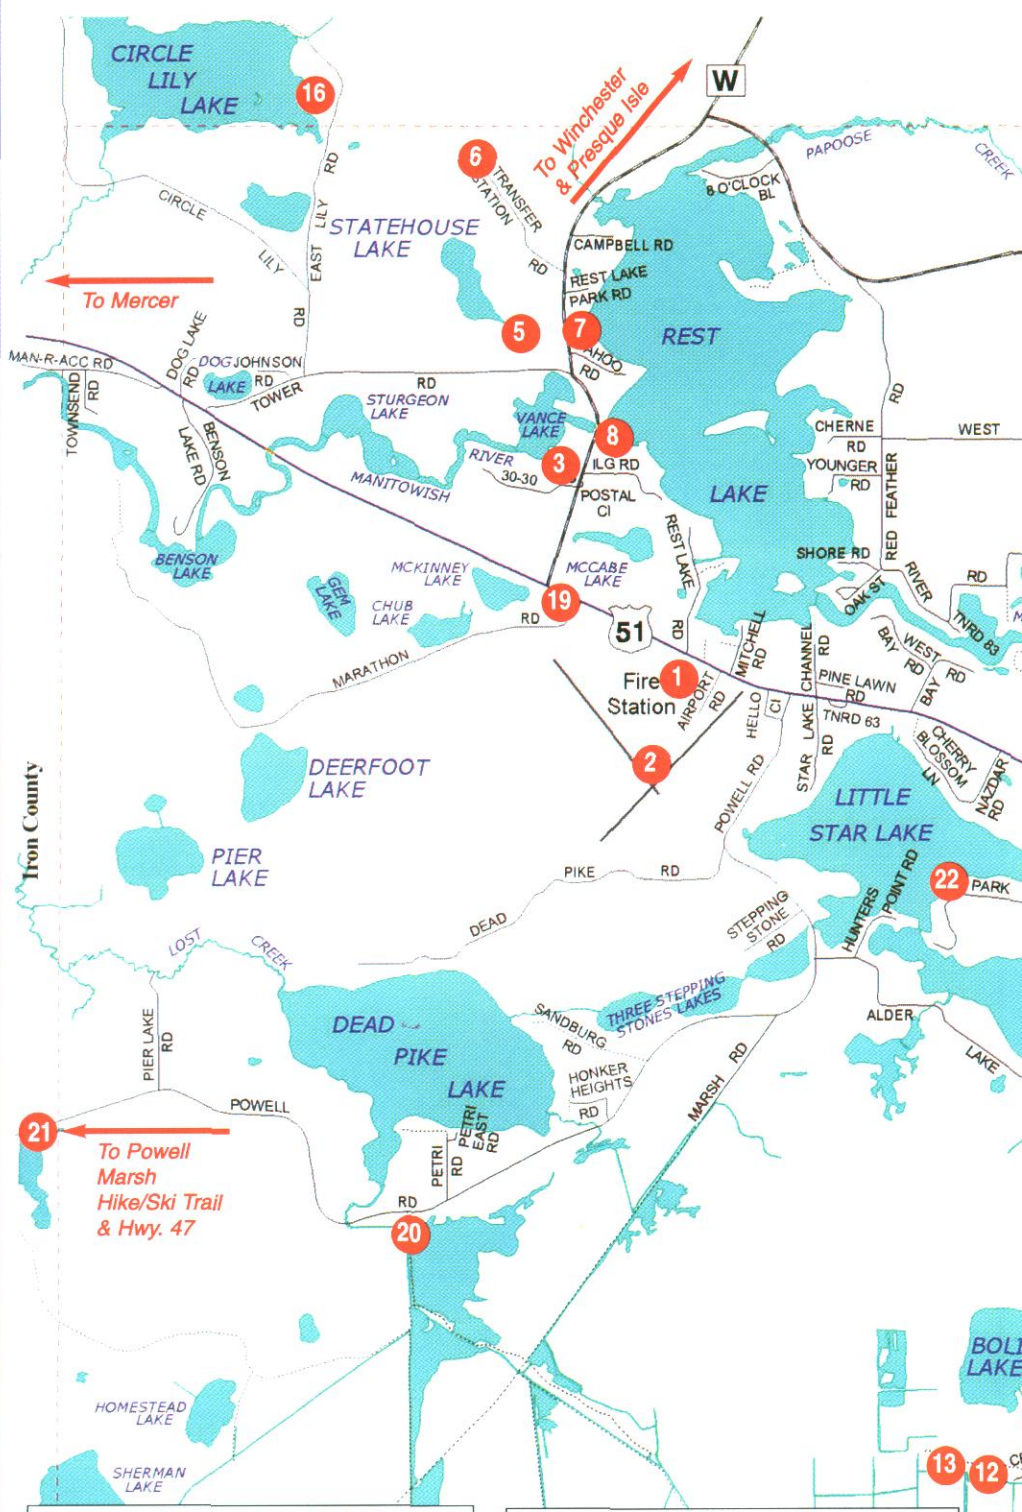 CIRCLE
LILY
LAKE
16
W
To Winchester
& Presque Isle
PAPOOSE
CREEK
6
TRANSFER
STATION
RD
8 O'CLOCK
BL
RD
CIRCLE
LILY
EAST LILY
RD
STATEHOUSE
LAKE
CAMPBELL RD
REST LAKE
PARK RD
To Mercer
5
7
REST
LAKE
MAN-R-ACC RD
DOG LAKE
RD
DOG
LAKE
JOHNSON
RD
TOWER
RD
RD
TOWNSEND
RD
BENSON
LAKE RD
STURGEON
LAKE
VANCE
LAKE
8
3
RIVER
MANITOWISH
30-30
ILG RD
POSTAL
CI
CHERNE
RD
YOUNGER
RD
WEST
RD
RED FEATHER
BENSON
LAKE
GEM
LAKE
MCKINNEY
LAKE
CHUB
LAKE
MCCABE
LAKE
REST LAKE
RD
SHORE RD
OAK ST
RIVER
RD
TNRD 83
19
RD
MARATHON
51
MITCHELL
RD
CHANNEL
RD
BAY RD
WEST
RD
BAY
Fire
Station
1
AIRPORT
RD
HELLO
CI
PINE LAWN
RD
TNRD 63
STAR LAKE
RD
CHERRY
BLOSSOM
LN
NAZDAR
RD
2
DEERFOOT
LAKE
POWELL RD
LITTLE
STAR LAKE
Iron County
PIER
LAKE
PIKE
RD
DEAD
22
PARK
HUNTERS
POINT RD
STEPPING
STONE
RD
LOST
CREEK
DEAD
PIKE
LAKE
THREE STEPPING
STONES LAKES
SANDBURG
RD
ALDER
LAKE
PIER LAKE
RD
HONKER
HEIGHTS
RD
MARSH
RD
POWELL
21
To Powell
Marsh
Hike/Ski Trail
& Hwy. 47
PETRI
RD
PETRI
EAST
RD
RD
20
HOMESTEAD
LAKE
SHERMAN
LAKE
LAKE
13
12